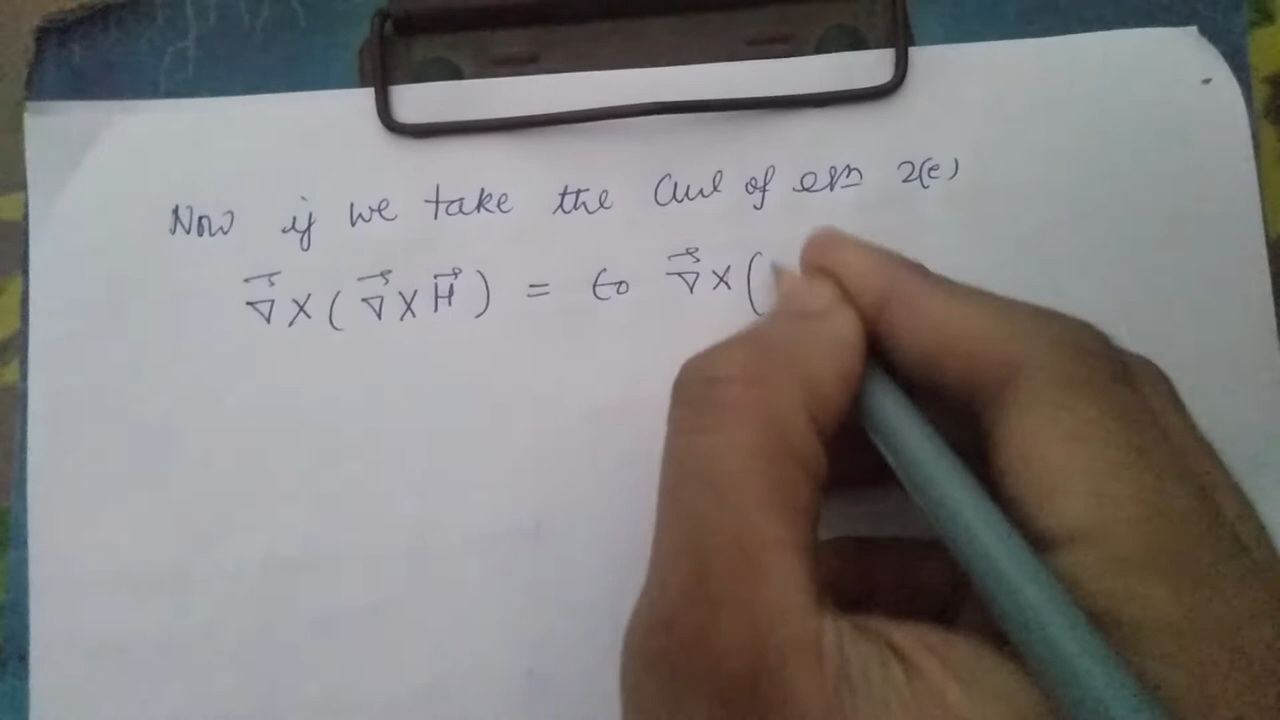 Now if we take the Curl of eqn 2(c)
∇⃗ X ( ∇⃗ X H⃗ ) = ϵ0 ∇⃗ X (